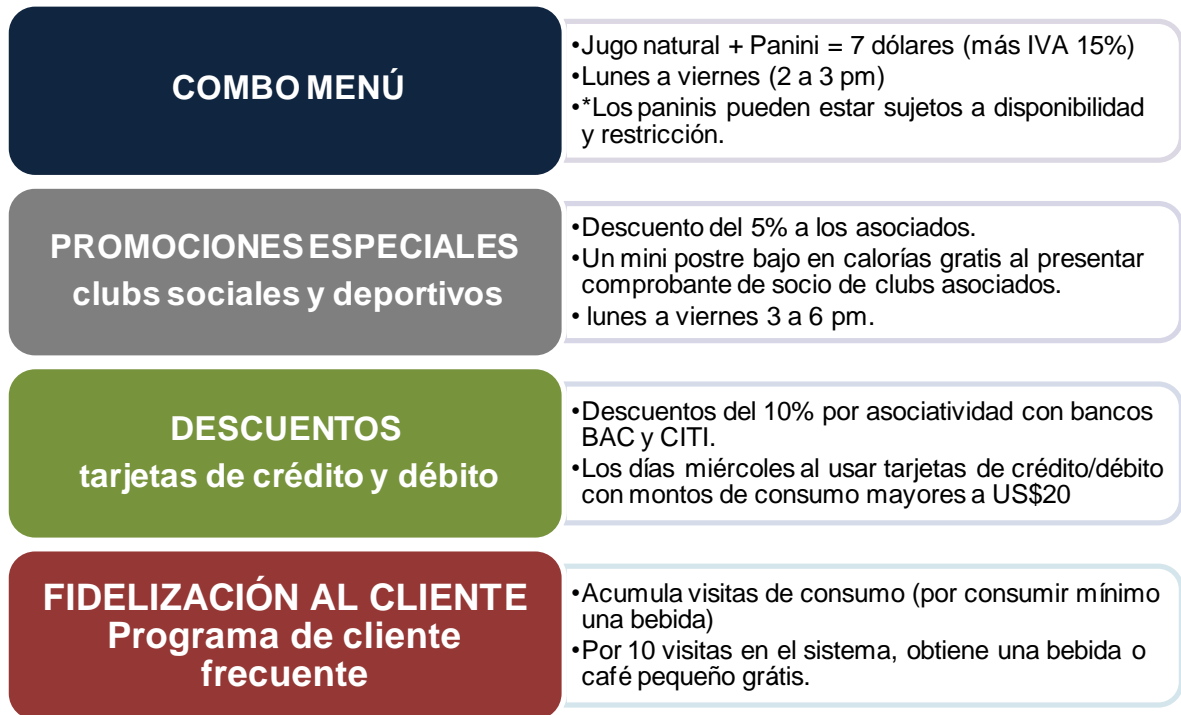 COMBO MENÚ
•Jugo natural + Panini = 7 dólares (más IVA 15%)
•Lunes a viernes (2 a 3 pm)
•*Los paninis pueden estar sujetos a disponibilidad
y restricción.
PROMOCIONES ESPECIALES
clubs sociales y deportivos
•Descuento del 5% a los asociados.
•Un mini postre bajo en calorías gratis al presentar
comprobante de socio de clubs asociados.
• lunes a viernes 3 a 6 pm.
DESCUENTOS
tarjetas de crédito y débito
•Descuentos del 10% por asociatividad con bancos
BAC y CITI.
•Los días miércoles al usar tarjetas de crédito/débito
con montos de consumo mayores a US$20
FIDELIZACIÓN AL CLIENTE
Programa de cliente
frecuente
•Acumula visitas de consumo (por consumir mínimo
una bebida)
•Por 10 visitas en el sistema, obtiene una bebida o
café pequeño grátis.